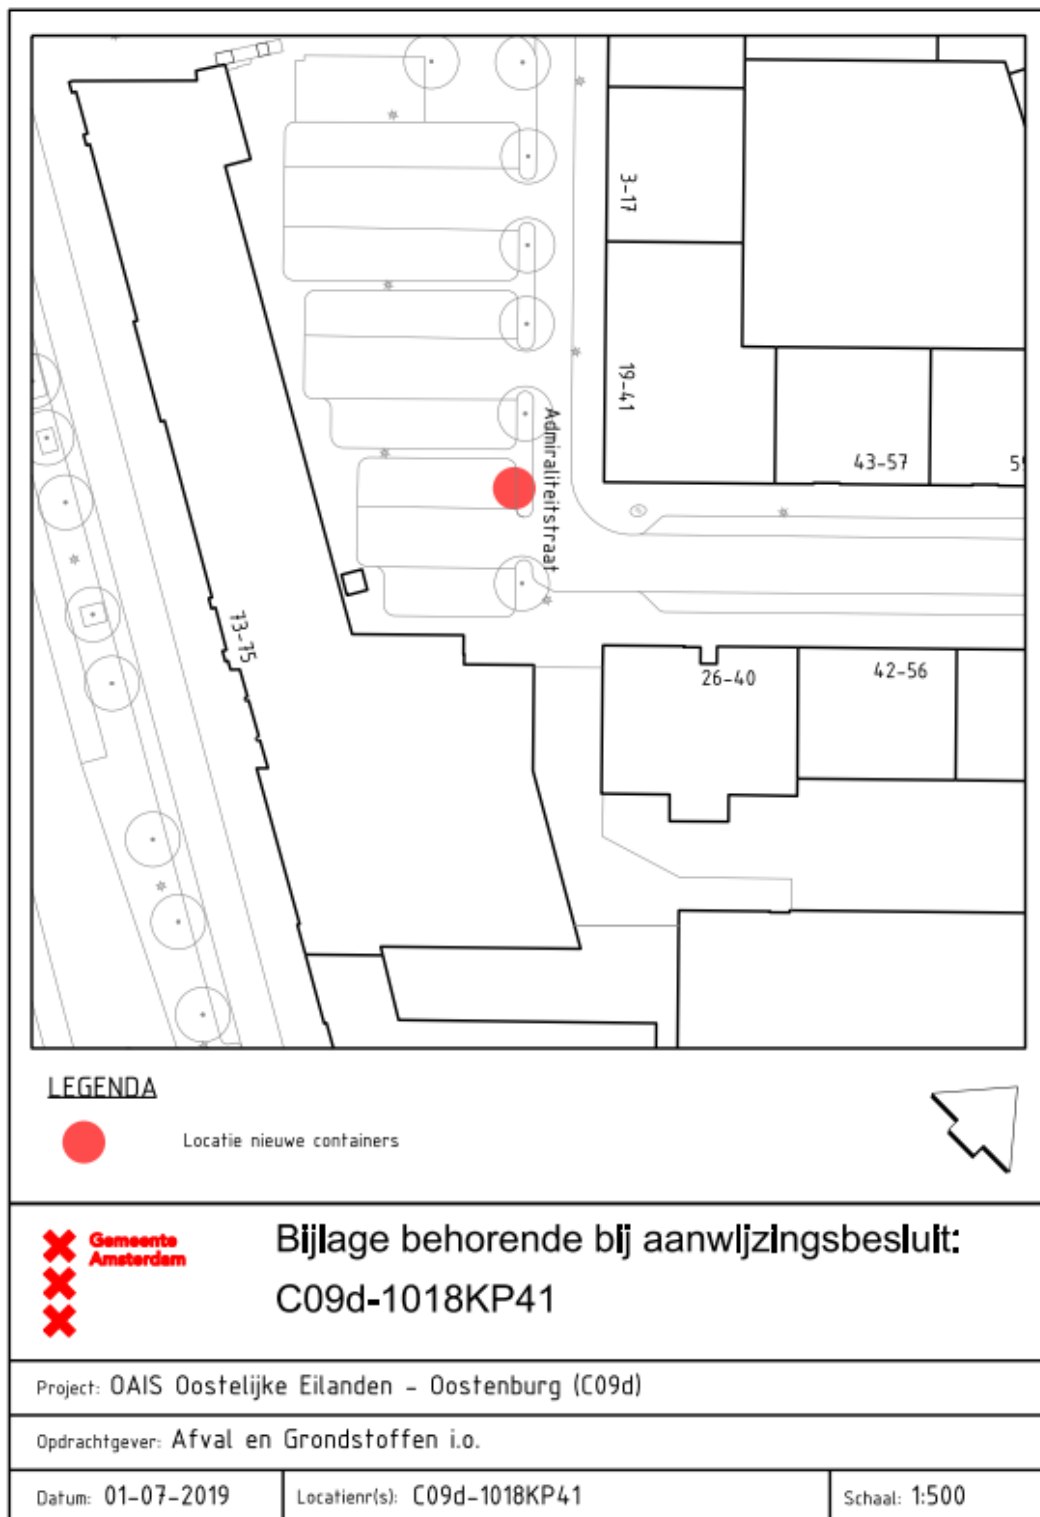 3-17
19-41
Admiraliteitstraat
43-57
73-75
26-40
42-56
LEGENDA
Locatie nieuwe containers
Gemeente
Amsterdam
Bijlage behorende bij aanwijzingsbesluit:
C09d-1018KP41
Project: OAIS Oostelijke Eilanden - Oostenburg (C09d)
Opdrachtgever: Afval en Grondstoffen i.o.
Datum: 01-07-2019
Locatienr(s): C09d-1018KP41
Schaal: 1:500